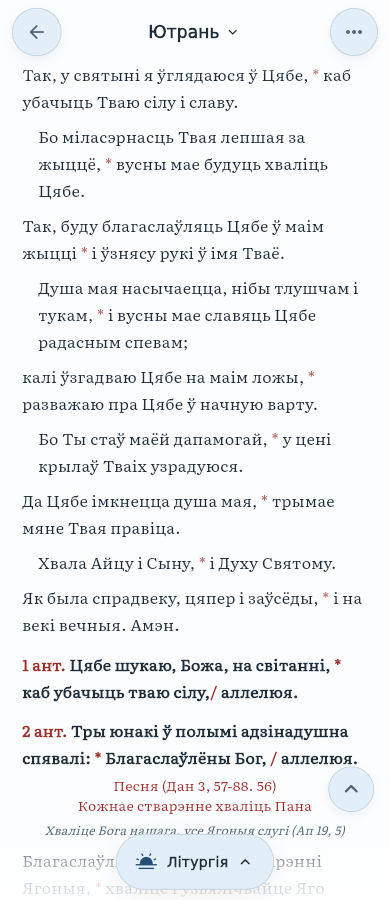 Ютрань
Так, у святыні я ўглядаюся ў Цябе, * каб
убачыць Тваю сілу і славу.
Бо міласэрнасць Твая лепшая за
жыццё, * вусны мае будуць хваліць
Цябе.
Так, буду благаслаўляць Цябе ў маім
жыцці * і ўзнясу рукі ў імя Тваё.
Душа мая насычаецца, нібы тлушчам і
тукам, * і вусны мае славяць Цябе
радасным спевам;
калі ўзгадваю Цябе на маім ложы, *
разважаю пра Цябе ў начную варту.
Бо Ты стаў маёй дапамогай, * у цені
крылаў Тваіх узрадуюся.
Да Цябе імкнецца душа мая, * трымае
мяне Твая правіца.
Хвала Айцу і Сыну, * і Духу Святому.
Як была спрадвеку, цяпер і заўсёды, * і на
векі вечныя. Амэн.
1 ант. Цябе шукаю, Божа, на світанні, *
каб убачыць тваю сілу,/ аллелюя.
2 ант. Тры юнакі ў полымі адзінадушна
спявалі: * Благаслаўлёны Бог, / аллелюя.
Песня (Дан 3, 57-88. 56)
Кожнае стварэнне хваліць Пана
Хваліце Бога нашага, усе Ягоныя слугі (Ап 19, 5)
Ягоныя, * хваліце і ўзвялічвайце Яго
Літургія